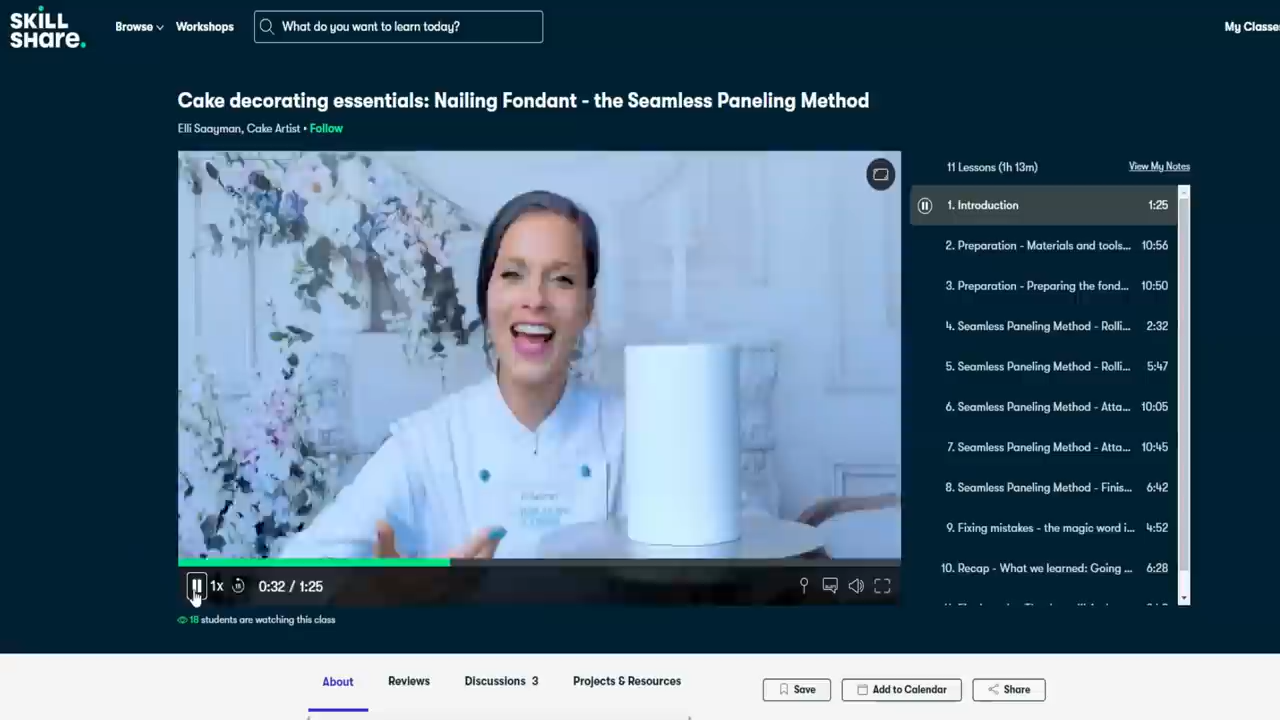 SKiLL
SHare.
Browse
Workshops
What do you want to learn today?
My Classes
Cake decorating essentials: Nailing Fondant - the Seamless Paneling Method
Elli Saayman, Cake Artist • Follow
11 Lessons (1h 13m)
View My Notes
1. Introduction 1:25
2. Preparation - Materials and tools... 10:56
3. Preparation - Preparing the fond... 10:50
4. Seamless Paneling Method - Rolli... 2:32
5. Seamless Paneling Method - Rolli... 5:47
6. Seamless Paneling Method - Atta... 10:05
7. Seamless Paneling Method - Atta... 10:45
8. Seamless Paneling Method - Finis... 6:42
9. Fixing mistakes - the magic word i... 4:52
10. Recap - What we learned: Going ... 6:28
1x
15
0:32 / 1:25
18 students are watching this class
About
Reviews
Discussions 3
Projects & Resources
Save
Add to Calendar
Share